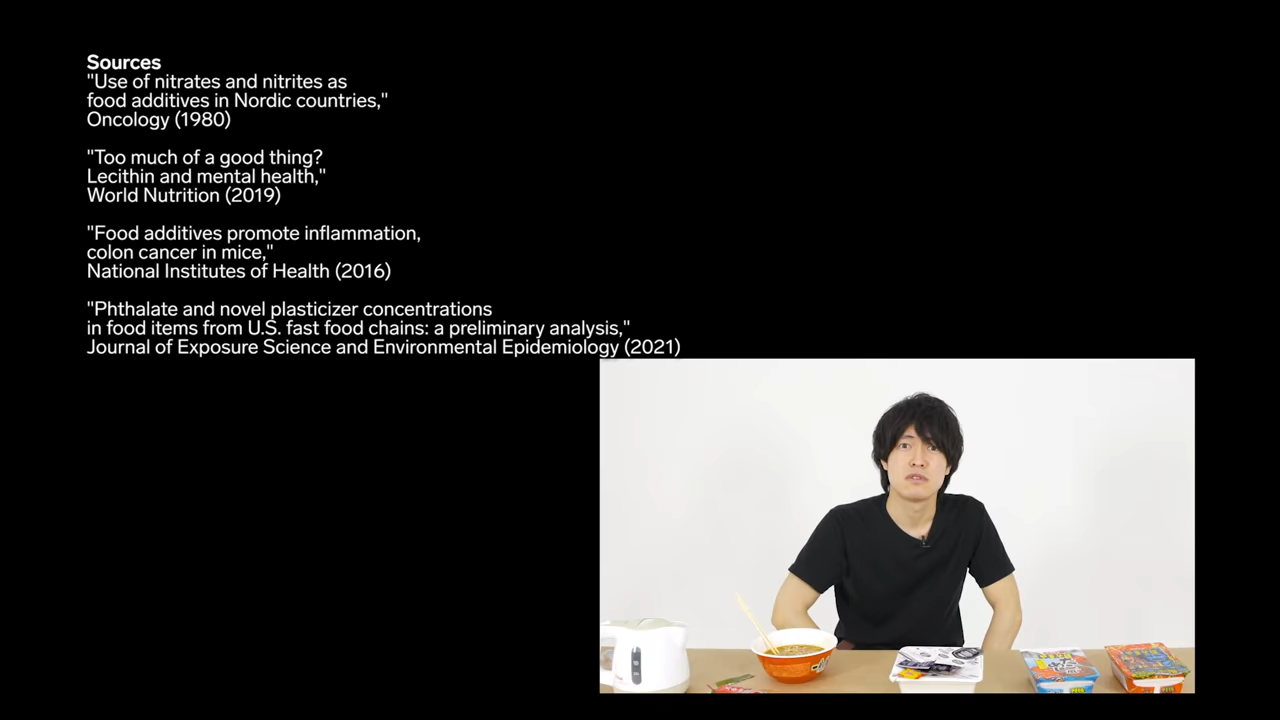 Sources
"Use of nitrates and nitrites as
food additives in Nordic countries,"
Oncology (1980)
"Too much of a good thing?
Lecithin and mental health,"
World Nutrition (2019)
"Food additives promote inflammation,
colon cancer in mice,"
National Institutes of Health (2016)
"Phthalate and novel plasticizer concentrations
in food items from U.S. fast food chains: a preliminary analysis,"
Journal of Exposure Science and Environmental Epidemiology (2021)